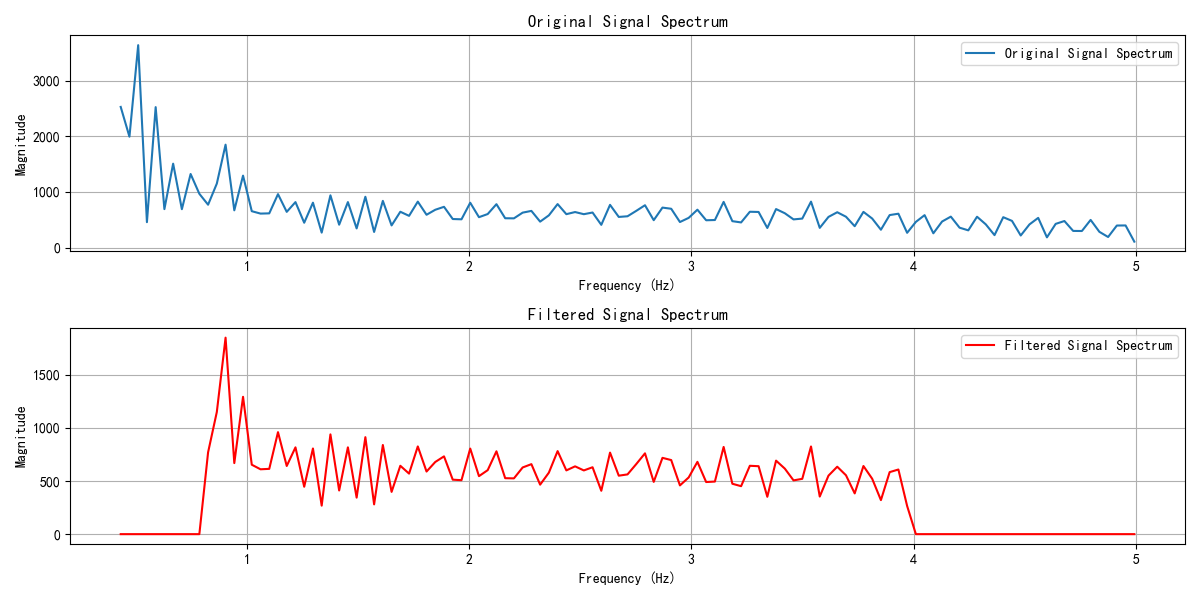 Original Signal Spectrum
Original Signal Spectrum
Magnitude
3000
2000
1000
0
1 2 3 4 5
Frequency (Hz)
Filtered Signal Spectrum
Filtered Signal Spectrum
Magnitude
1500
1000
500
0
1 2 3 4 5
Frequency (Hz)